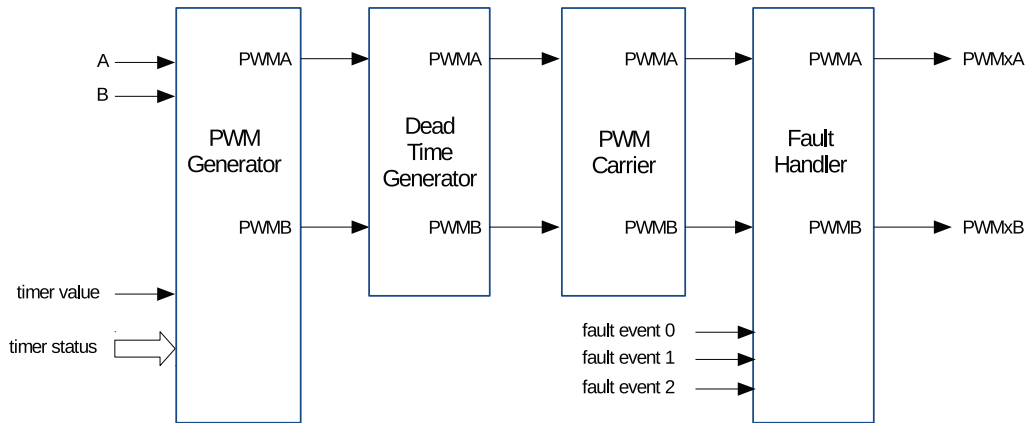 A
B
timer value
timer status
PWMA
PWM
Generator
PWMB
PWMA
Dead
Time
Generator
PWMB
PWMA
PWM
Carrier
PWMB
fault event 0
fault event 1
fault event 2
PWMA
Fault
Handler
PWMB
PWMxA
PWMxB